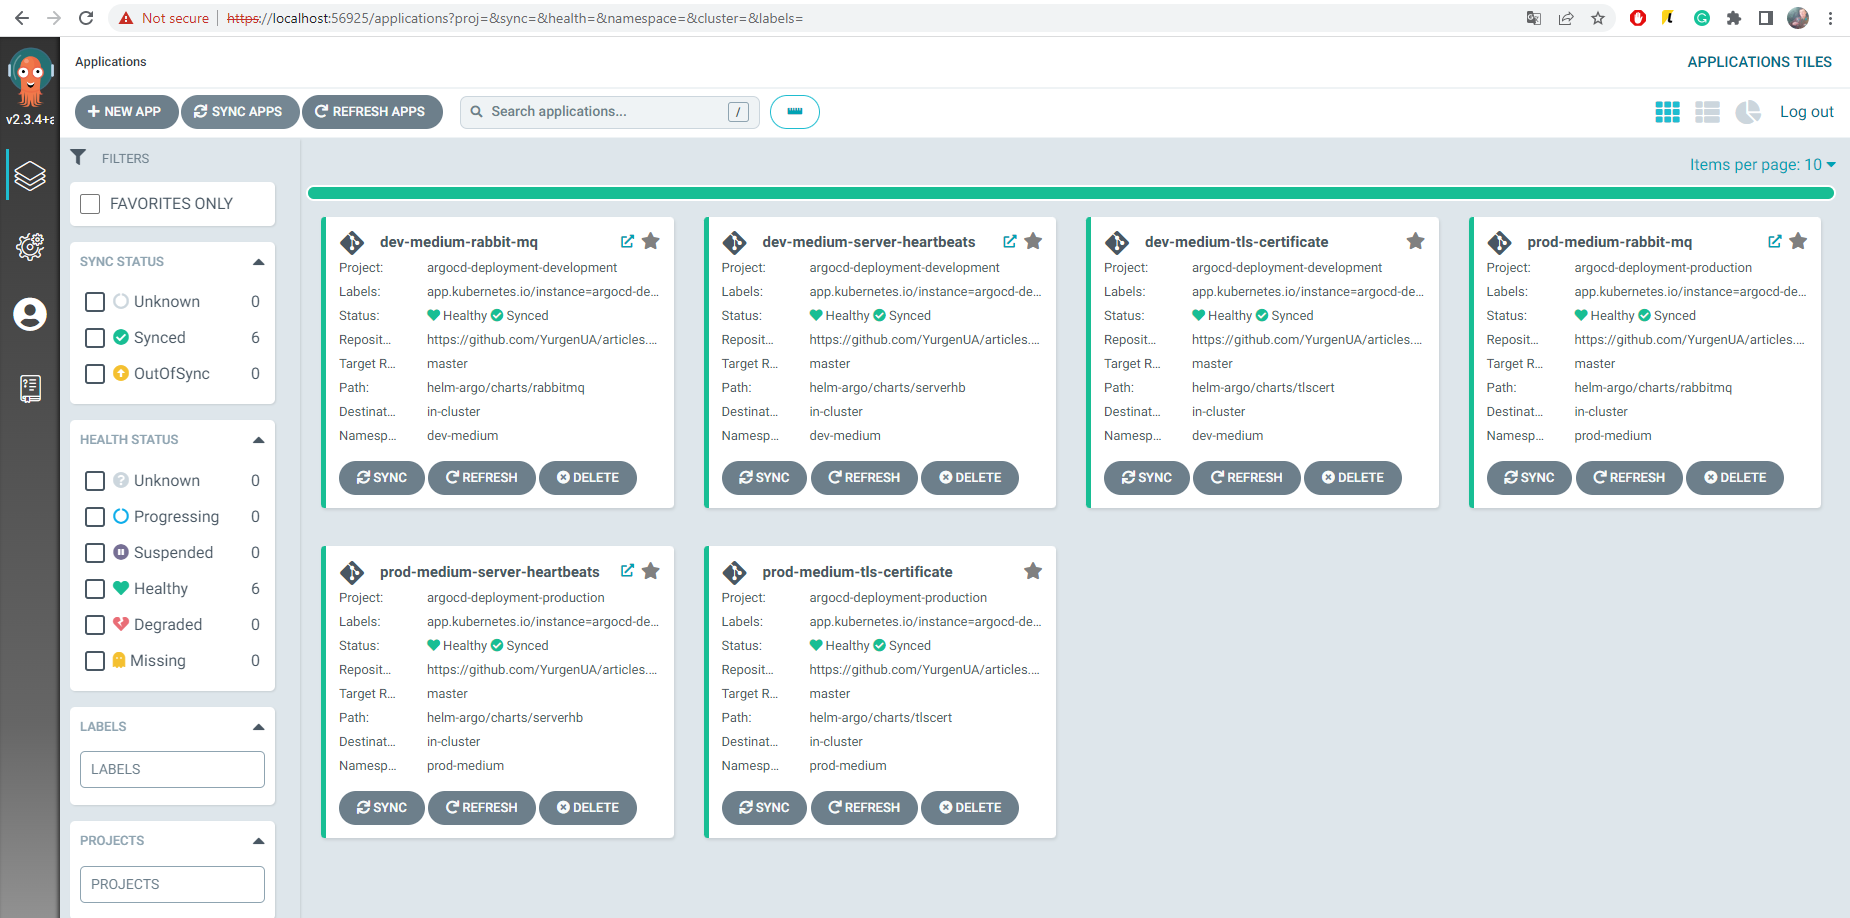 Not secure | https://localhost:56925/applications?proj=&sync=&health=&namespace=&cluster=&labels=
v2.3.4+a
Applications
APPLICATIONS TILES
NEW APP
SYNC APPS
REFRESH APPS
Search applications...
/
Log out
FILTERS
FAVORITES ONLY
SYNC STATUS
Unknown 0
Synced 6
OutOfSync 0
HEALTH STATUS
Unknown 0
Progressing 0
Suspended 0
Healthy 6
Degraded 0
Missing 0
LABELS
LABELS
PROJECTS
PROJECTS
Items per page: 10
dev-medium-rabbit-mq
Project: argocd-deployment-development
Labels: app.kubernetes.io/instance=argocd-de...
Status: Healthy Synced
Reposit... https://github.com/YurgenUA/articles....
Target R... master
Path: helm-argo/charts/rabbitmq
Destinat... in-cluster
Namesp... dev-medium
SYNC REFRESH DELETE
dev-medium-server-heartbeats
Project: argocd-deployment-development
Labels: app.kubernetes.io/instance=argocd-de...
Status: Healthy Synced
Reposit... https://github.com/YurgenUA/articles....
Target R... master
Path: helm-argo/charts/serverhb
Destinat... in-cluster
Namesp... dev-medium
SYNC REFRESH DELETE
dev-medium-tls-certificate
Project: argocd-deployment-development
Labels: app.kubernetes.io/instance=argocd-de...
Status: Healthy Synced
Reposit... https://github.com/YurgenUA/articles....
Target R... master
Path: helm-argo/charts/tlscert
Destinat... in-cluster
Namesp... dev-medium
SYNC REFRESH DELETE
prod-medium-rabbit-mq
Project: argocd-deployment-production
Labels: app.kubernetes.io/instance=argocd-de...
Status: Healthy Synced
Reposit... https://github.com/YurgenUA/articles....
Target R... master
Path: helm-argo/charts/rabbitmq
Destinat... in-cluster
Namesp... prod-medium
SYNC REFRESH DELETE
prod-medium-server-heartbeats
Project: argocd-deployment-production
Labels: app.kubernetes.io/instance=argocd-de...
Status: Healthy Synced
Reposit... https://github.com/YurgenUA/articles....
Target R... master
Path: helm-argo/charts/serverhb
Destinat... in-cluster
Namesp... prod-medium
SYNC REFRESH DELETE
prod-medium-tls-certificate
Project: argocd-deployment-production
Labels: app.kubernetes.io/instance=argocd-de...
Status: Healthy Synced
Reposit... https://github.com/YurgenUA/articles....
Target R... master
Path: helm-argo/charts/tlscert
Destinat... in-cluster
Namesp... prod-medium
SYNC REFRESH DELETE